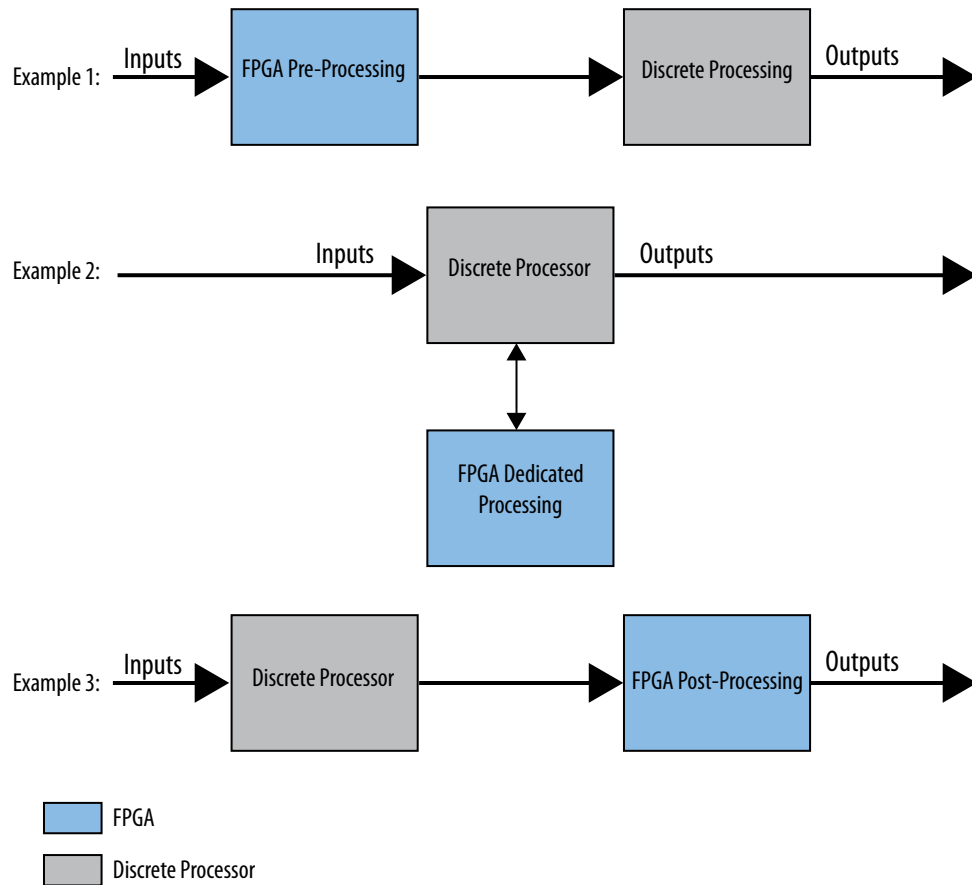 Example 1:
Inputs
FPGA Pre-Processing
Discrete Processing
Outputs
Example 2:
Inputs
Discrete Processor
Outputs
FPGA Dedicated
Processing
Example 3:
Inputs
Discrete Processor
FPGA Post-Processing
Outputs
FPGA
Discrete Processor